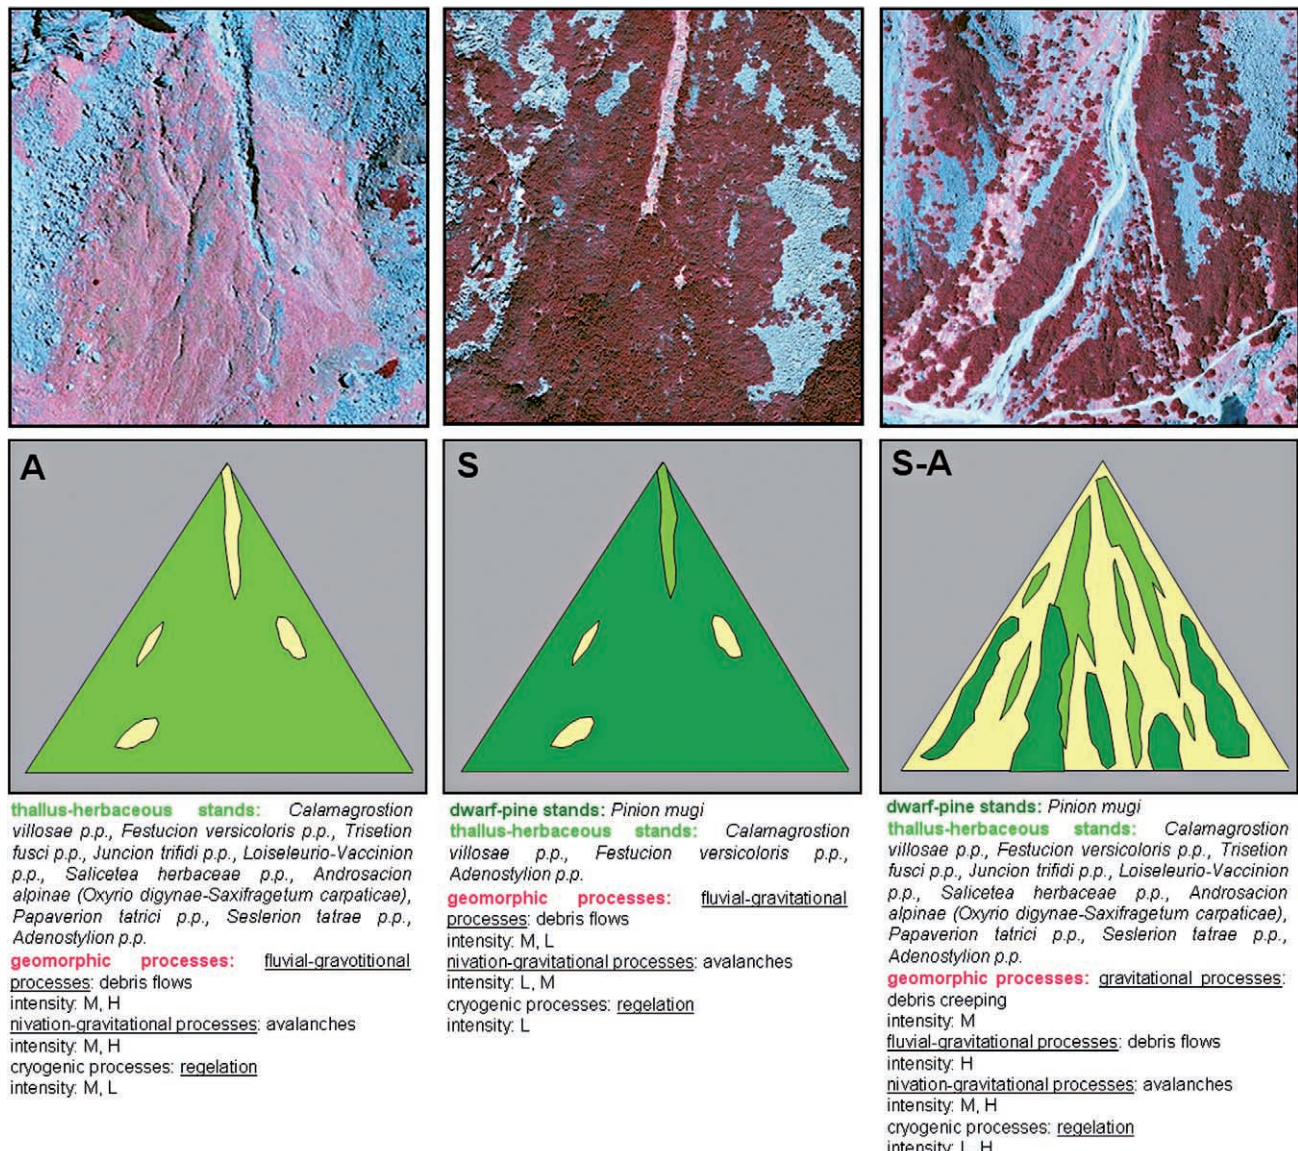 A
S
S-A
thallus-herbaceous stands: Calamagrostion
villosae p.p., Festucion versicoloris p.p., Trisetion
fusci p.p., Juncion trifidi p.p., Loiseleurio-Vaccinion
p.p., Salicetea herbaceae p.p., Androsacion
alpinae (Oxyrio digynae-Saxifragetum carpaticae),
Papaverion tatrici p.p., Seslerion tatrae p.p.,
Adenostylion p.p.
geomorphic processes: fluvial-gravotitional
processes: debris flows
intensity: M, H
nivation-gravitational processes: avalanches
intensity: M, H
cryogenic processes: regelation
intensity: M, L
dwarf-pine stands: Pinion mugi
thallus-herbaceous stands: Calamagrostion
villosae p.p., Festucion versicoloris p.p.,
Adenostylion p.p.
geomorphic processes: fluvial-gravitational
processes: debris flows
intensity: M, L
nivation-gravitational processes: avalanches
intensity: L, M
cryogenic processes: regelation
intensity: L
dwarf-pine stands: Pinion mugi
thallus-herbaceous stands: Calamagrostion
villosae p.p., Festucion versicoloris p.p., Trisetion
fusci p.p., Juncion trifidi p.p., Loiseleurio-Vaccinion
p.p., Salicetea herbaceae p.p., Androsacion
alpinae (Oxyrio digynae-Saxifragetum carpaticae),
Papaverion tatrici p.p., Seslerion tatrae p.p.,
Adenostylion p.p.
geomorphic processes: gravitational processes:
debris creeping
intensity: M
fluvial-gravitational processes: debris flows
intensity: H
nivation-gravitational processes: avalanches
intensity: M, H
cryogenic processes: regelation
intensity: L, H